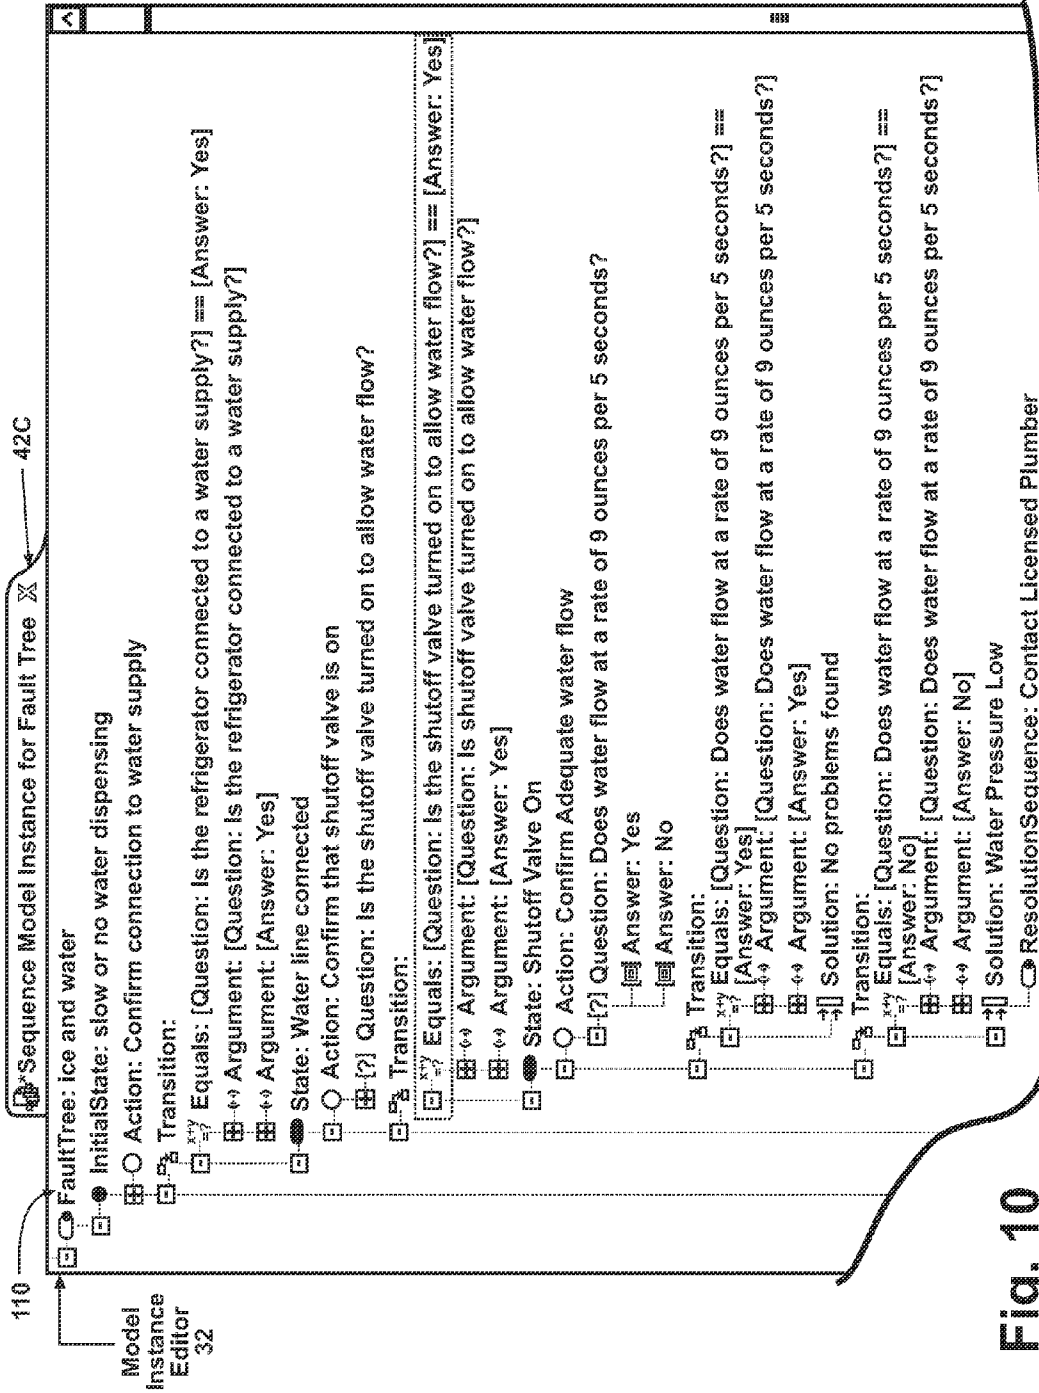 110
42C
*Sequence Model Instance for Fault Tree X
Model
Instance
Editor
32
FaultTree: ice and water
InitialState: slow or no water dispensing
Action: Confirm connection to water supply
Transition:
x+y =? Equals: [Question: Is the refrigerator connected to a water supply?] == [Answer: Yes]
Argument: [Question: Is the refrigerator connected to a water supply?]
Argument: [Answer: Yes]
State: Water line connected
Action: Confirm that shutoff valve is on
[?] Question: Is the shutoff valve turned on to allow water flow?
Transition:
x+y =? Equals: [Question: Is the shutoff valve turned on to allow water flow?] == [Answer: Yes]
Argument: [Question: Is shutoff valve turned on to allow water flow?]
Argument: [Answer: Yes]
State: Shutoff Valve On
Action: Confirm Adequate water flow
[?] Question: Does water flow at a rate of 9 ounces per 5 seconds?
Answer: Yes
Answer: No
Transition:
x+y =? Equals: [Question: Does water flow at a rate of 9 ounces per 5 seconds?] ==
[Answer: Yes]
Argument: [Question: Does water flow at a rate of 9 ounces per 5 seconds?]
Argument: [Answer: Yes]
Solution: No problems found
Transition:
x+y =? Equals: [Question: Does water flow at a rate of 9 ounces per 5 seconds?] ==
[Answer: No]
Argument: [Question: Does water flow at a rate of 9 ounces per 5 seconds?]
Argument: [Answer: No]
Solution: Water Pressure Low
ResolutionSequence: Contact Licensed Plumber
Fig. 10